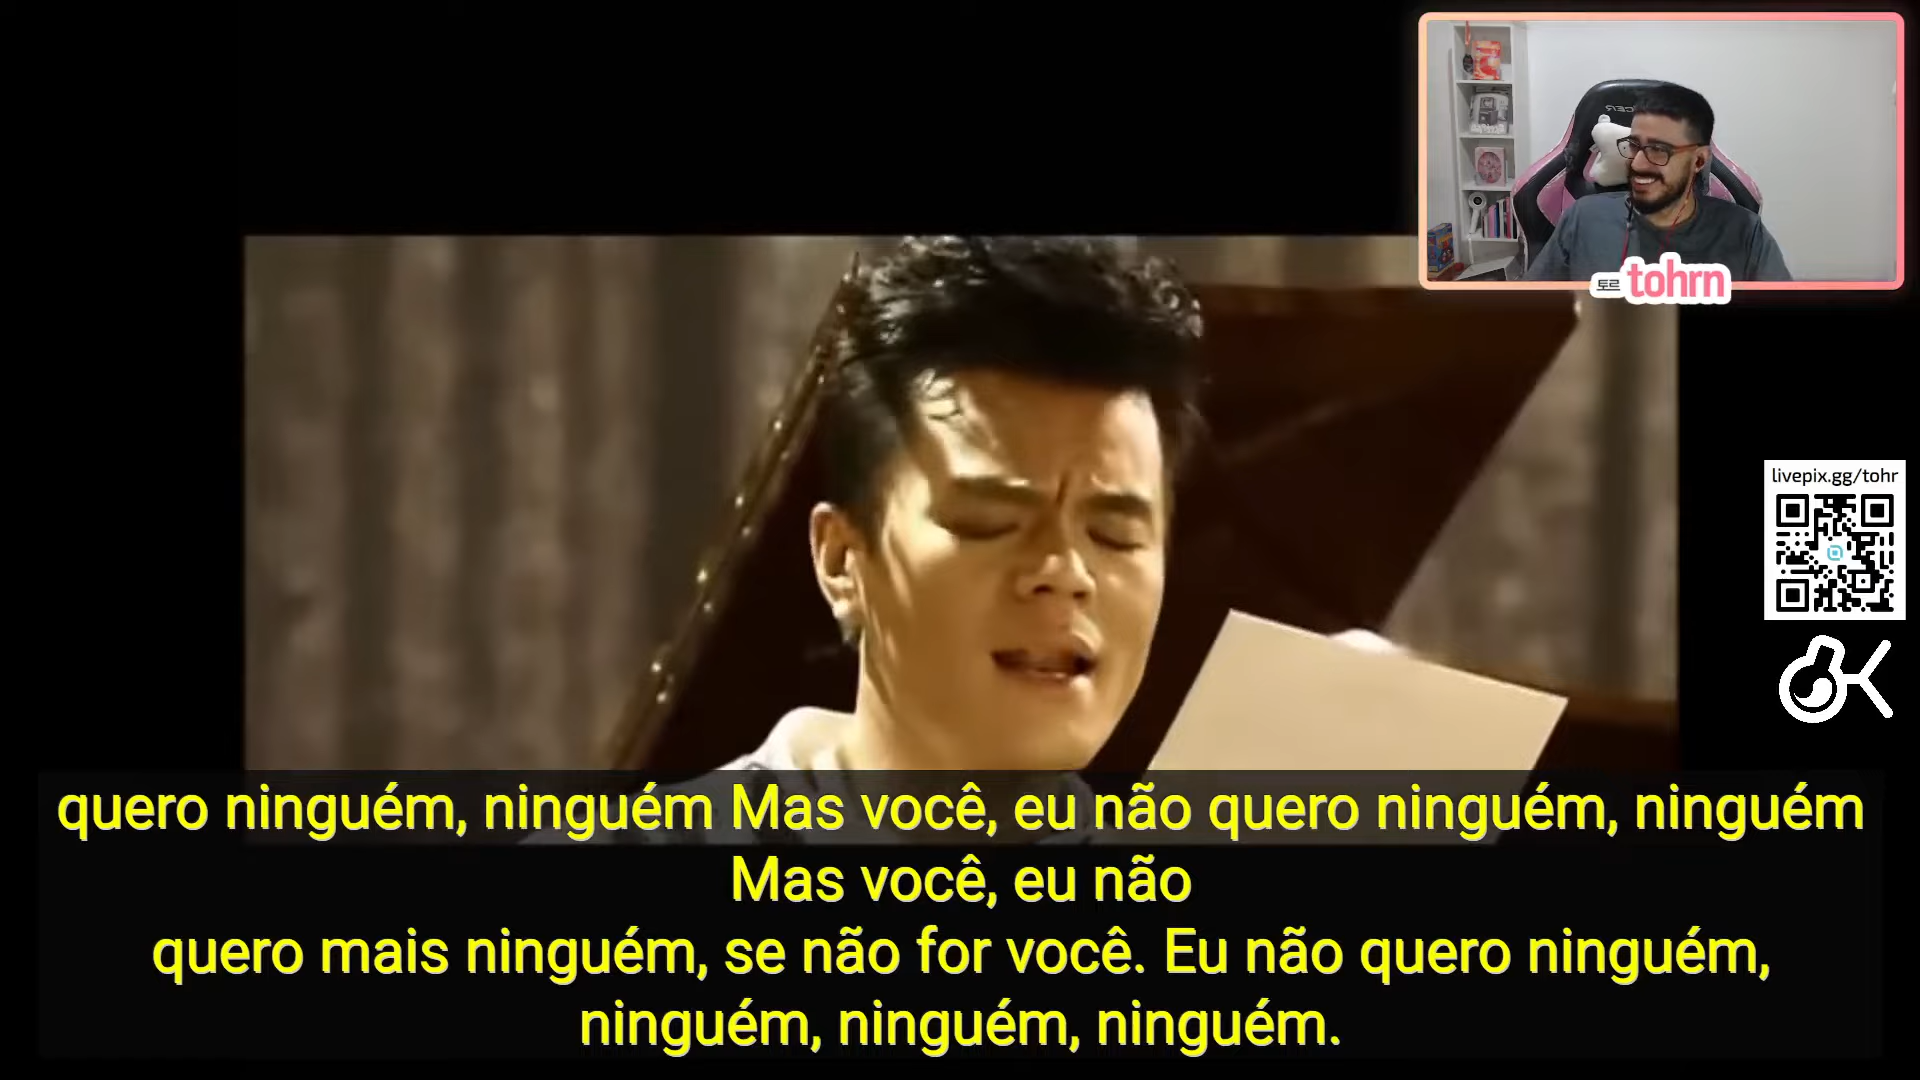 토르 tohrn
livepix.gg/tohr
quero ninguém, ninguém Mas você, eu não quero ninguém, ninguém
Mas você, eu não
quero mais ninguém, se não for você. Eu não quero ninguém,
ninguém, ninguém, ninguém.